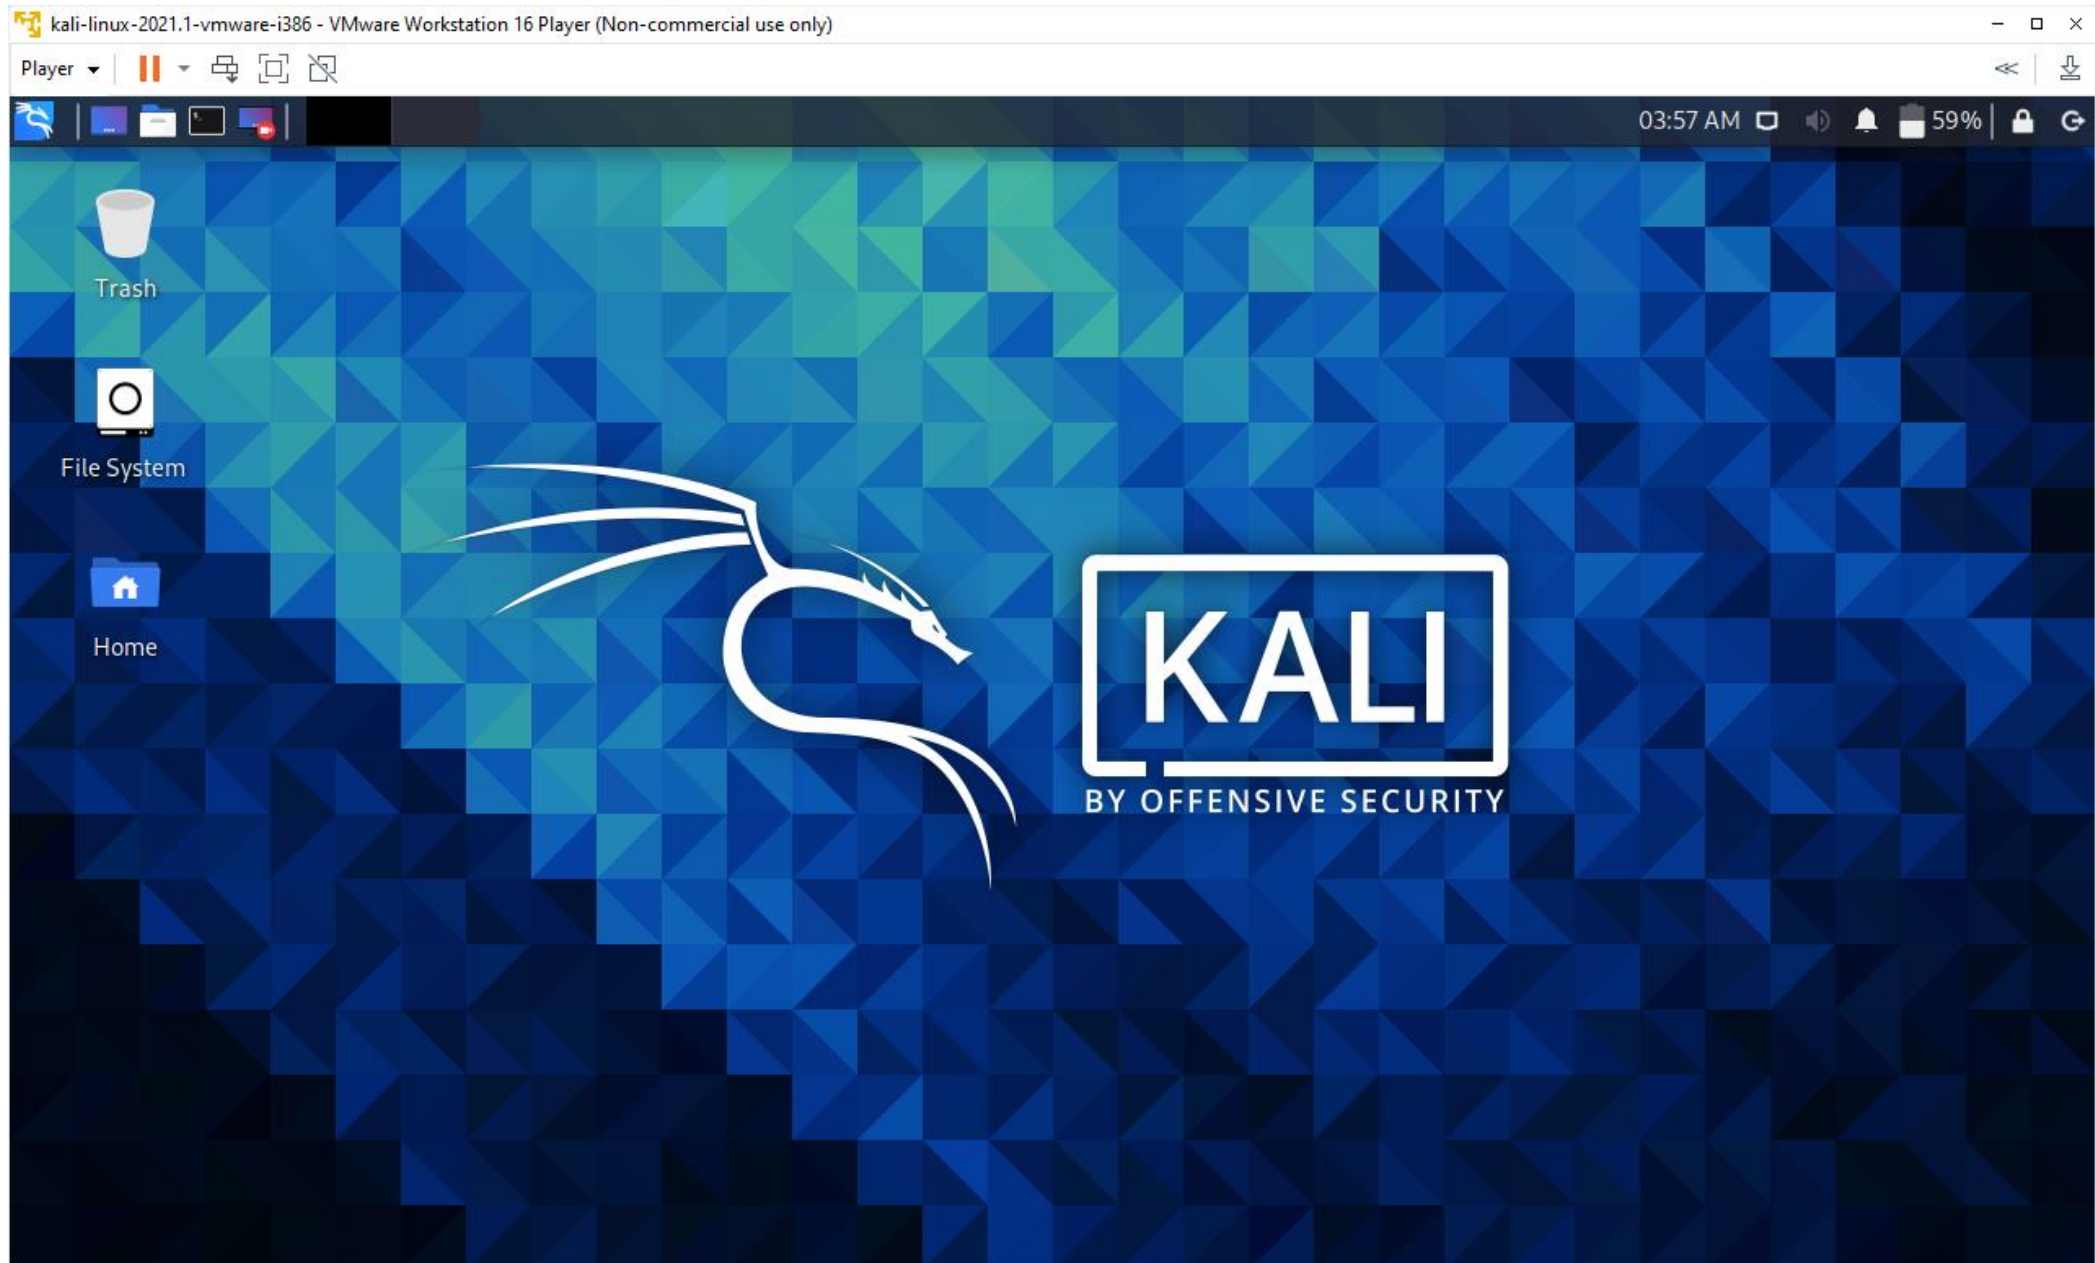 kali-linux-2021.1-vmware-i386 - VMware Workstation 16 Player (Non-commercial use only)
Player
03:57 AM
59%
Trash
File System
Home
KALI
BY OFFENSIVE SECURITY